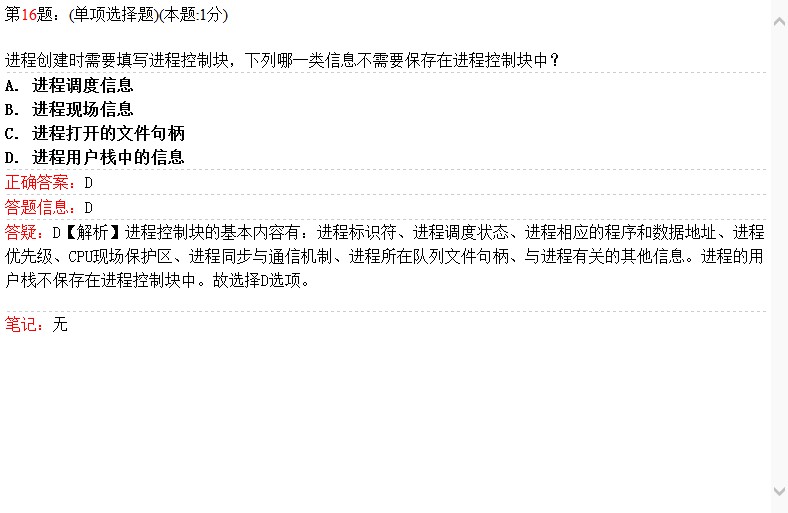 第16题：(单项选择题)(本题:1分)
进程创建时需要填写进程控制块，下列哪一类信息不需要保存在进程控制块中？
A. 进程调度信息
B. 进程现场信息
C. 进程打开的文件句柄
D. 进程用户栈中的信息
正确答案：D
答题信息：D
答疑：D【解析】进程控制块的基本内容有：进程标识符、进程调度状态、进程相应的程序和数据地址、进程
优先级、CPU现场保护区、进程同步与通信机制、进程所在队列文件句柄、与进程有关的其他信息。进程的用
户栈不保存在进程控制块中。故选择D选项。
笔记：无